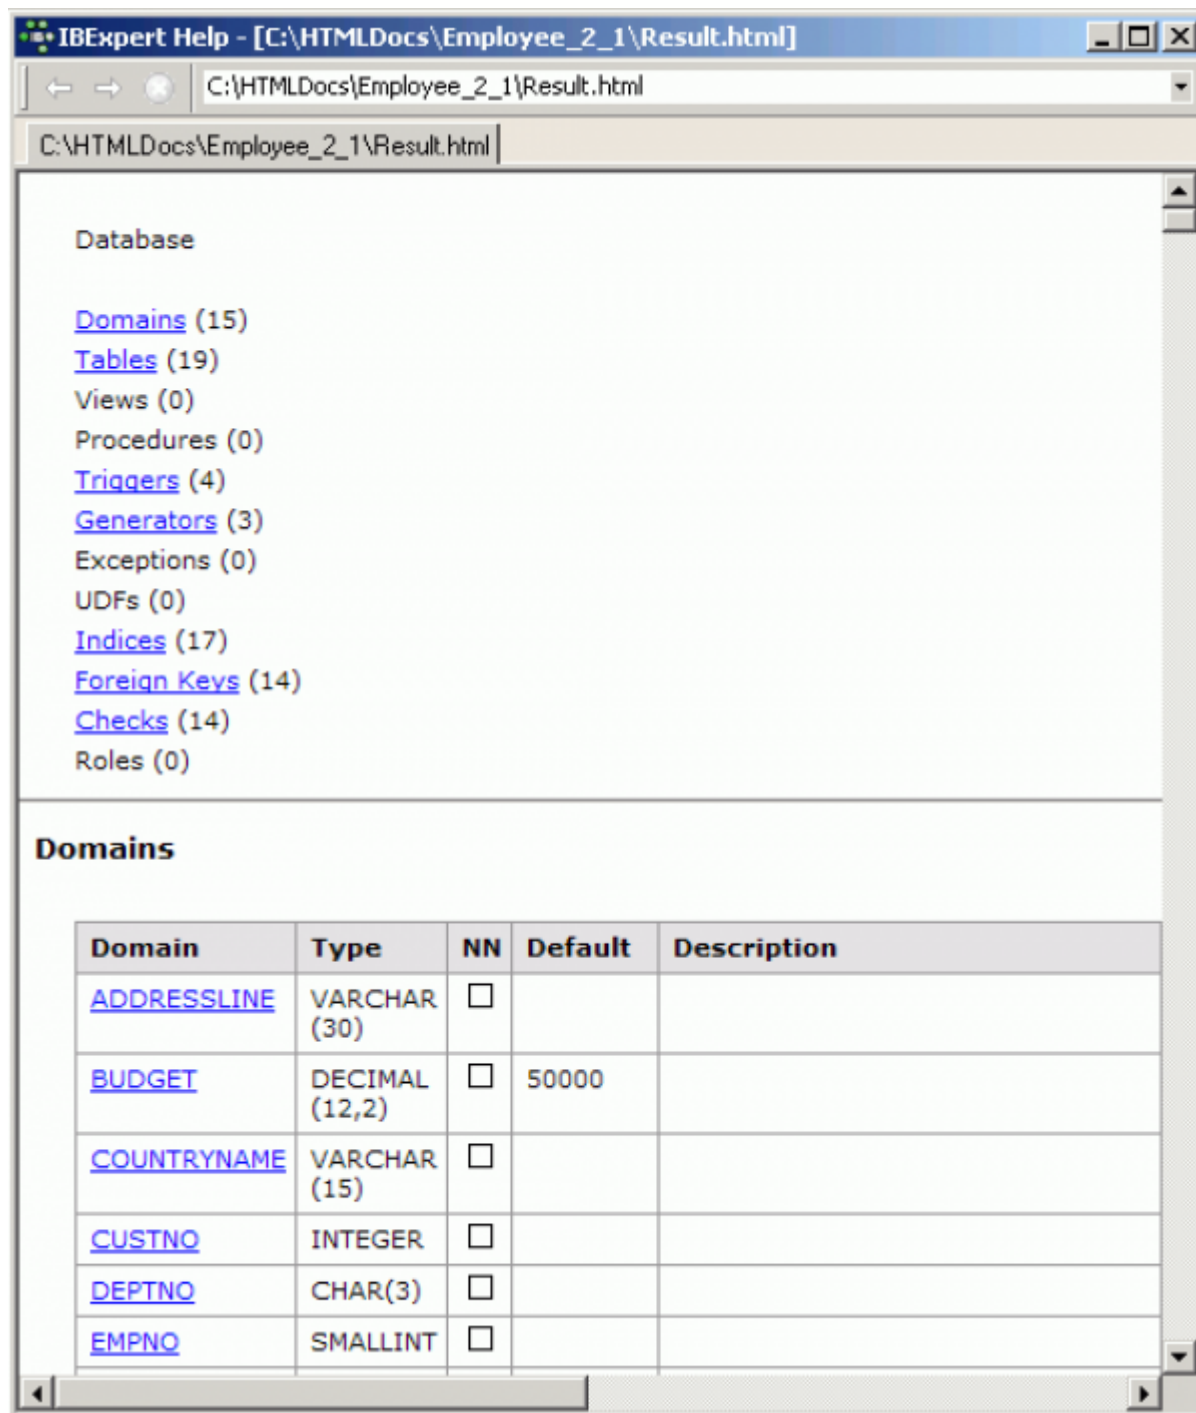 IBExpert Help - [C:\HTMLDocs\Employee_2_1\Result.html]
C:\HTMLDocs\Employee_2_1\Result.html
C:\HTMLDocs\Employee_2_1\Result.html
Database
Domains (15)
Tables (19)
Views (0)
Procedures (0)
Triggers (4)
Generators (3)
Exceptions (0)
UDFs (0)
Indices (17)
Foreign Keys (14)
Checks (14)
Roles (0)
Domains
Domain Type NN Default Description
ADDRESSLINE VARCHAR
(30)
BUDGET DECIMAL 50000
(12,2)
COUNTRYNAME VARCHAR
(15)
CUSTNO INTEGER
DEPTNO CHAR(3)
EMPNO SMALLINT